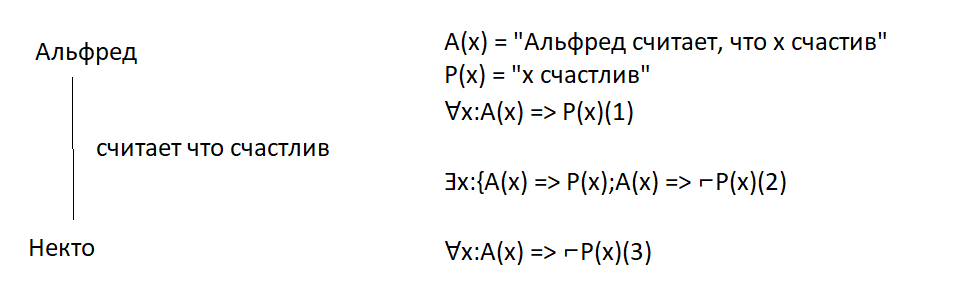 Альфред
считает что счастлив
Некто
A(x) = "Альфред считает, что x счастив"
P(x) = "x счастлив"
∀x:A(x) => P(x)(1)
∃x:{A(x) => P(x);A(x) => ⌐P(x)(2)
∀x:A(x) => ⌐P(x)(3)